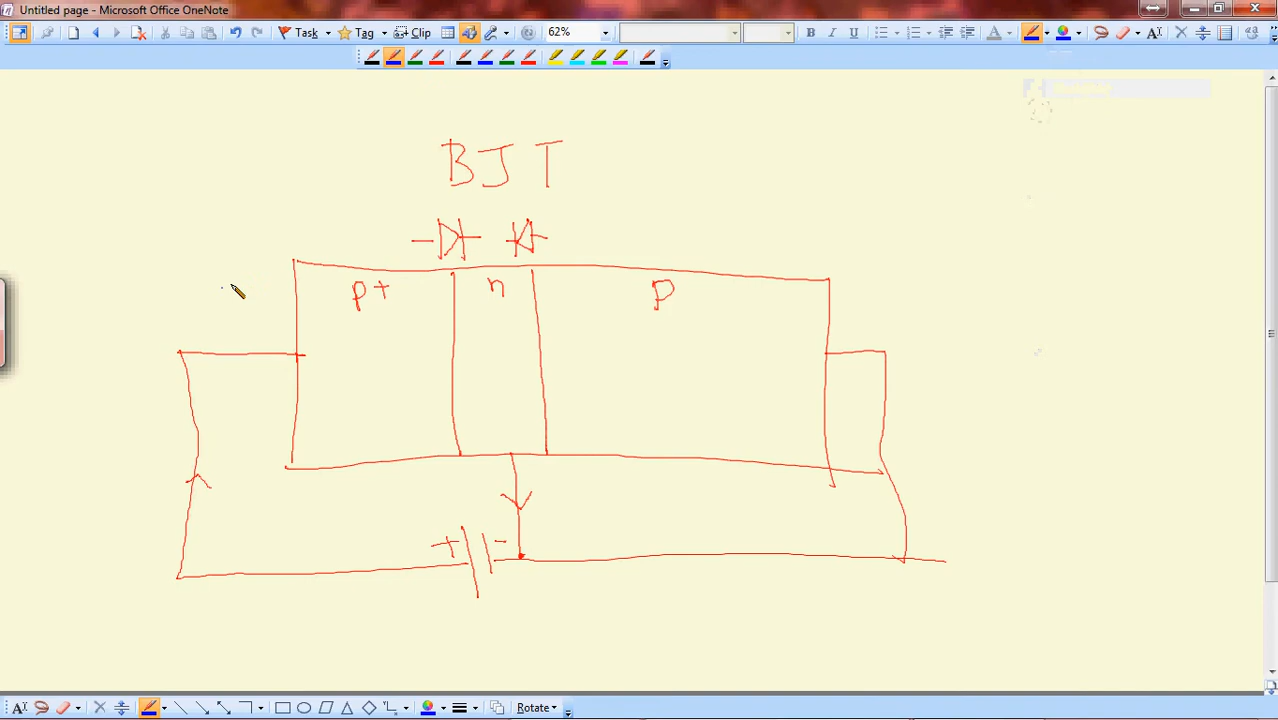 Untitled page - Microsoft Office OneNote
Task Tag Clip 62% B I U A
BJT
p+ n p
+ -
Rotate